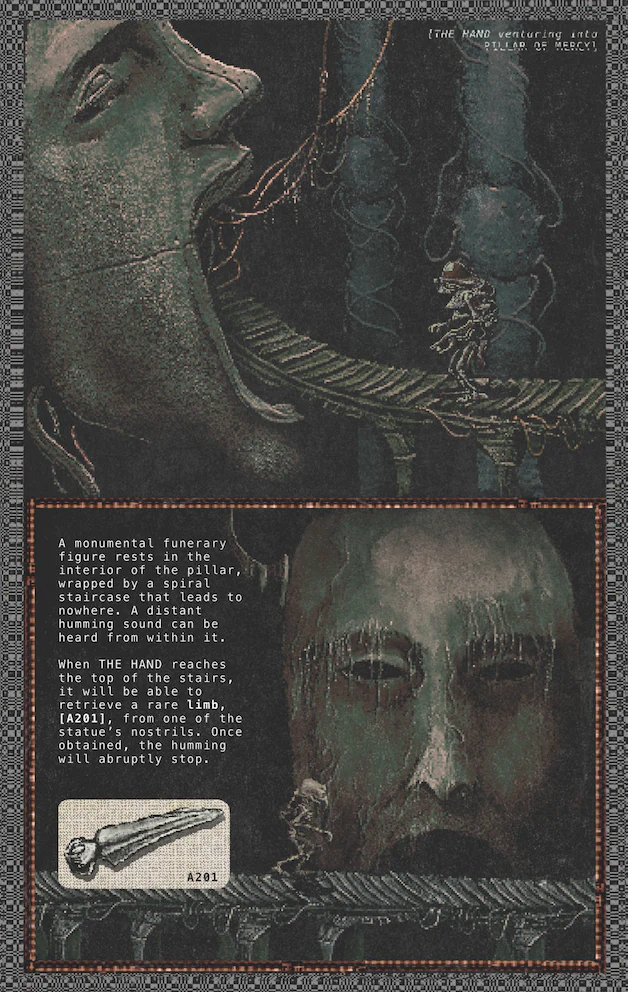 [THE HAND venturing into
PILLAR OF MERCY]
A monumental funerary
figure rests in the
interior of the pillar,
wrapped by a spiral
staircase that leads to
nowhere. A distant
humming sound can be
heard from within it.
When THE HAND reaches
the top of the stairs,
it will be able to
retrieve a rare limb,
[A201], from one of the
statue’s nostrils. Once
obtained, the humming
will abruptly stop.
A201